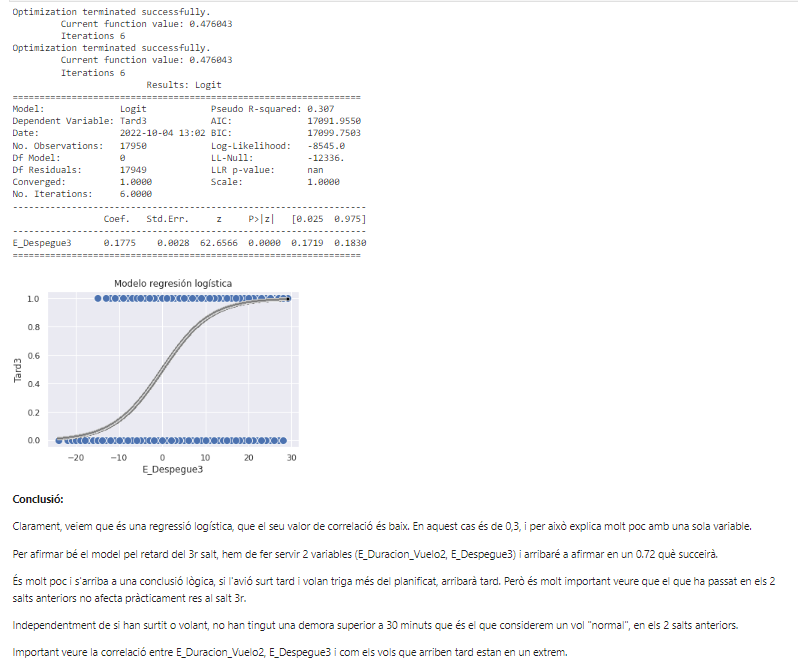 Optimization terminated successfully.
Current function value: 0.476043
Iterations 6
Optimization terminated successfully.
Current function value: 0.476043
Iterations 6
Results: Logit
=================================================================
Model: Logit Pseudo R-squared: 0.307
Dependent Variable: Tard3 AIC: 17091.9550
Date: 2022-10-04 13:02 BIC: 17099.7503
No. Observations: 17950 Log-Likelihood: -8545.0
Df Model: 0 LL-Null: -12336.
Df Residuals: 17949 LLR p-value: nan
Converged: 1.0000 Scale: 1.0000
No. Iterations: 6.0000
-----------------------------------------------------------------
Coef. Std.Err. z P>|z| [0.025 0.975]
-----------------------------------------------------------------
E_Despegue3 0.1775 0.0028 62.6566 0.0000 0.1719 0.1830
=================================================================
Modelo regresión logística
1.0
0.8
0.6
0.4
0.2
0.0
Tard3
−20 −10 0 10 20 30
E_Despegue3
Conclusió:
Clarament, veiem que és una regressió logística, que el seu valor de correlació és baix. En aquest cas és de 0,3, i per això explica molt poc amb una sola variable.
Per afirmar bé el model pel retard del 3r salt, hem de fer servir 2 variables (E_Duracion_Vuelo2, E_Despegue3) i arribaré a afirmar en un 0.72 què succeirà.
És molt poc i s'arriba a una conclusió lògica, si l'avió surt tard i volan triga més del planificat, arribarà tard. Però és molt important veure que el que ha passat en els 2
salts anteriors no afecta pràcticament res al salt 3r.
Independentment de si han surtit o volant, no han tingut una demora superior a 30 minuts que és el que considerem un vol "normal", en els 2 salts anteriors.
Important veure la correlació entre E_Duracion_Vuelo2, E_Despegue3 i com els vols que arriben tard estan en un extrem.